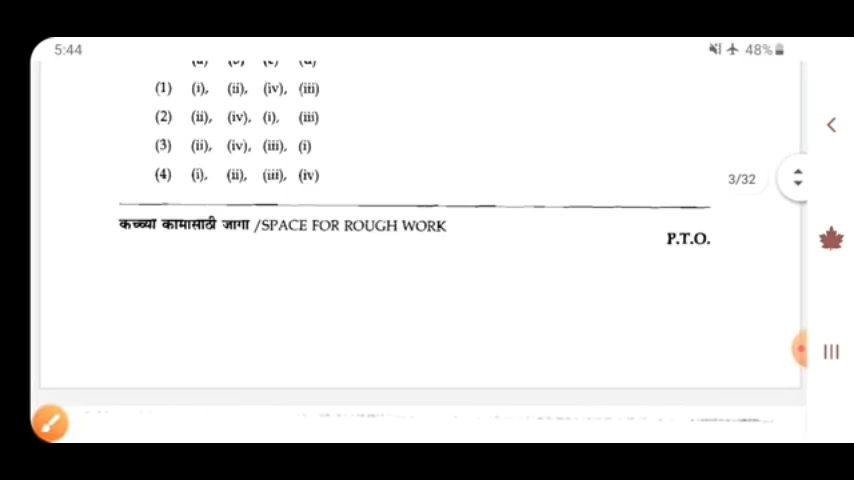 5:44
48%
(1) (i), (ii), (iv), (iii)
(2) (ii), (iv), (i), (iii)
(3) (ii), (iv), (iii), (i)
(4) (i), (ii), (iii), (iv)
3/32
कच्च्या कामासाठी जागा /SPACE FOR ROUGH WORK
P.T.O.